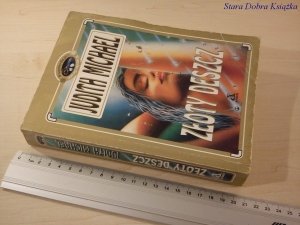 Stara Dobra Książka
JUDITH MICHAEL
ZŁOTY DESZCZ
JUDITH MICHAEL ZŁOTY DESZCZ